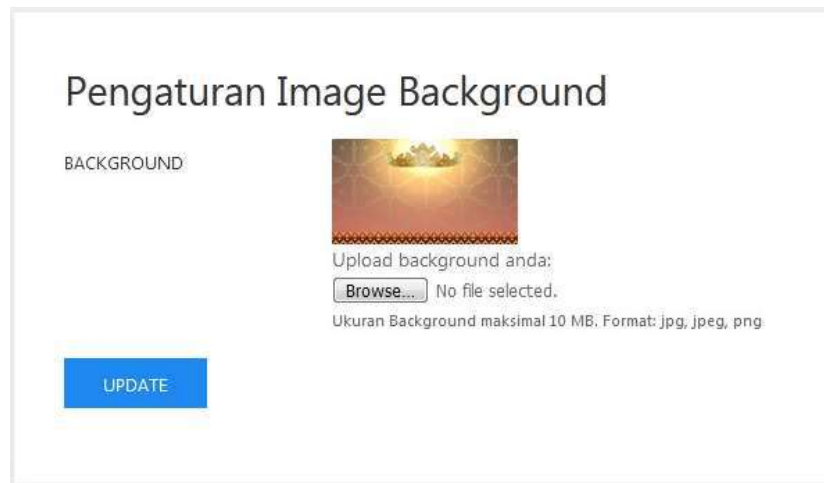 Pengaturan Image Background
BACKGROUND
Upload background anda:
Browse... No file selected.
Ukuran Background maksimal 10 MB. Format: jpg, jpeg, png
UPDATE